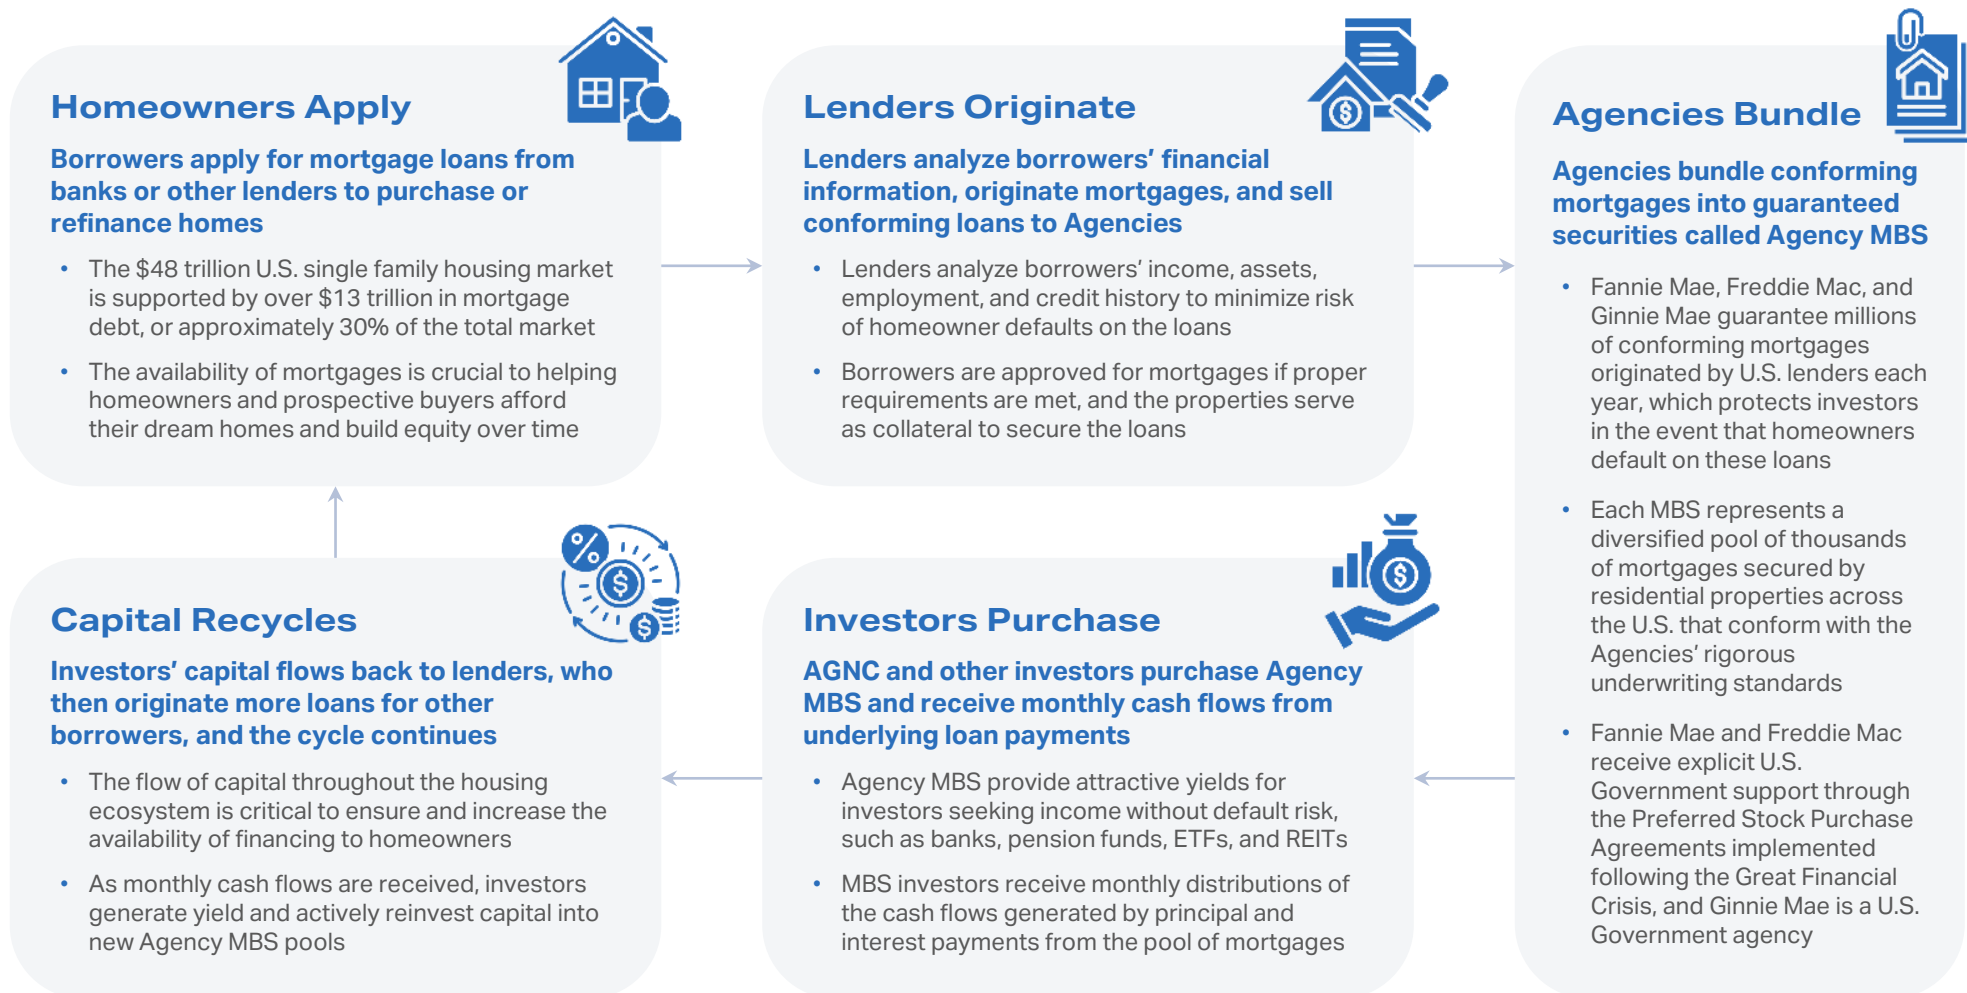 Homeowners Apply
Borrowers apply for mortgage loans from
banks or other lenders to purchase or
refinance homes
• The $48 trillion U.S. single family housing market
is supported by over $13 trillion in mortgage
debt, or approximately 30% of the total market
• The availability of mortgages is crucial to helping
homeowners and prospective buyers afford
their dream homes and build equity over time
Lenders Originate
Lenders analyze borrowers’ financial
information, originate mortgages, and sell
conforming loans to Agencies
• Lenders analyze borrowers’ income, assets,
employment, and credit history to minimize risk
of homeowner defaults on the loans
• Borrowers are approved for mortgages if proper
requirements are met, and the properties serve
as collateral to secure the loans
Agencies Bundle
Agencies bundle conforming
mortgages into guaranteed
securities called Agency MBS
• Fannie Mae, Freddie Mac, and
Ginnie Mae guarantee millions
of conforming mortgages
originated by U.S. lenders each
year, which protects investors
in the event that homeowners
default on these loans
• Each MBS represents a
diversified pool of thousands
of mortgages secured by
residential properties across
the U.S. that conform with the
Agencies’ rigorous
underwriting standards
• Fannie Mae and Freddie Mac
receive explicit U.S.
Government support through
the Preferred Stock Purchase
Agreements implemented
following the Great Financial
Crisis, and Ginnie Mae is a U.S.
Government agency
Investors Purchase
AGNC and other investors purchase Agency
MBS and receive monthly cash flows from
underlying loan payments
• Agency MBS provide attractive yields for
investors seeking income without default risk,
such as banks, pension funds, ETFs, and REITs
• MBS investors receive monthly distributions of
the cash flows generated by principal and
interest payments from the pool of mortgages
Capital Recycles
Investors’ capital flows back to lenders, who
then originate more loans for other
borrowers, and the cycle continues
• The flow of capital throughout the housing
ecosystem is critical to ensure and increase the
availability of financing to homeowners
• As monthly cash flows are received, investors
generate yield and actively reinvest capital into
new Agency MBS pools